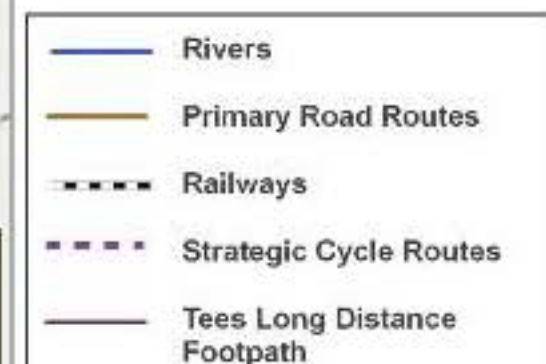 Rivers
Primary Road Routes
Railways
Strategic Cycle Routes
Tees Long Distance
Footpath